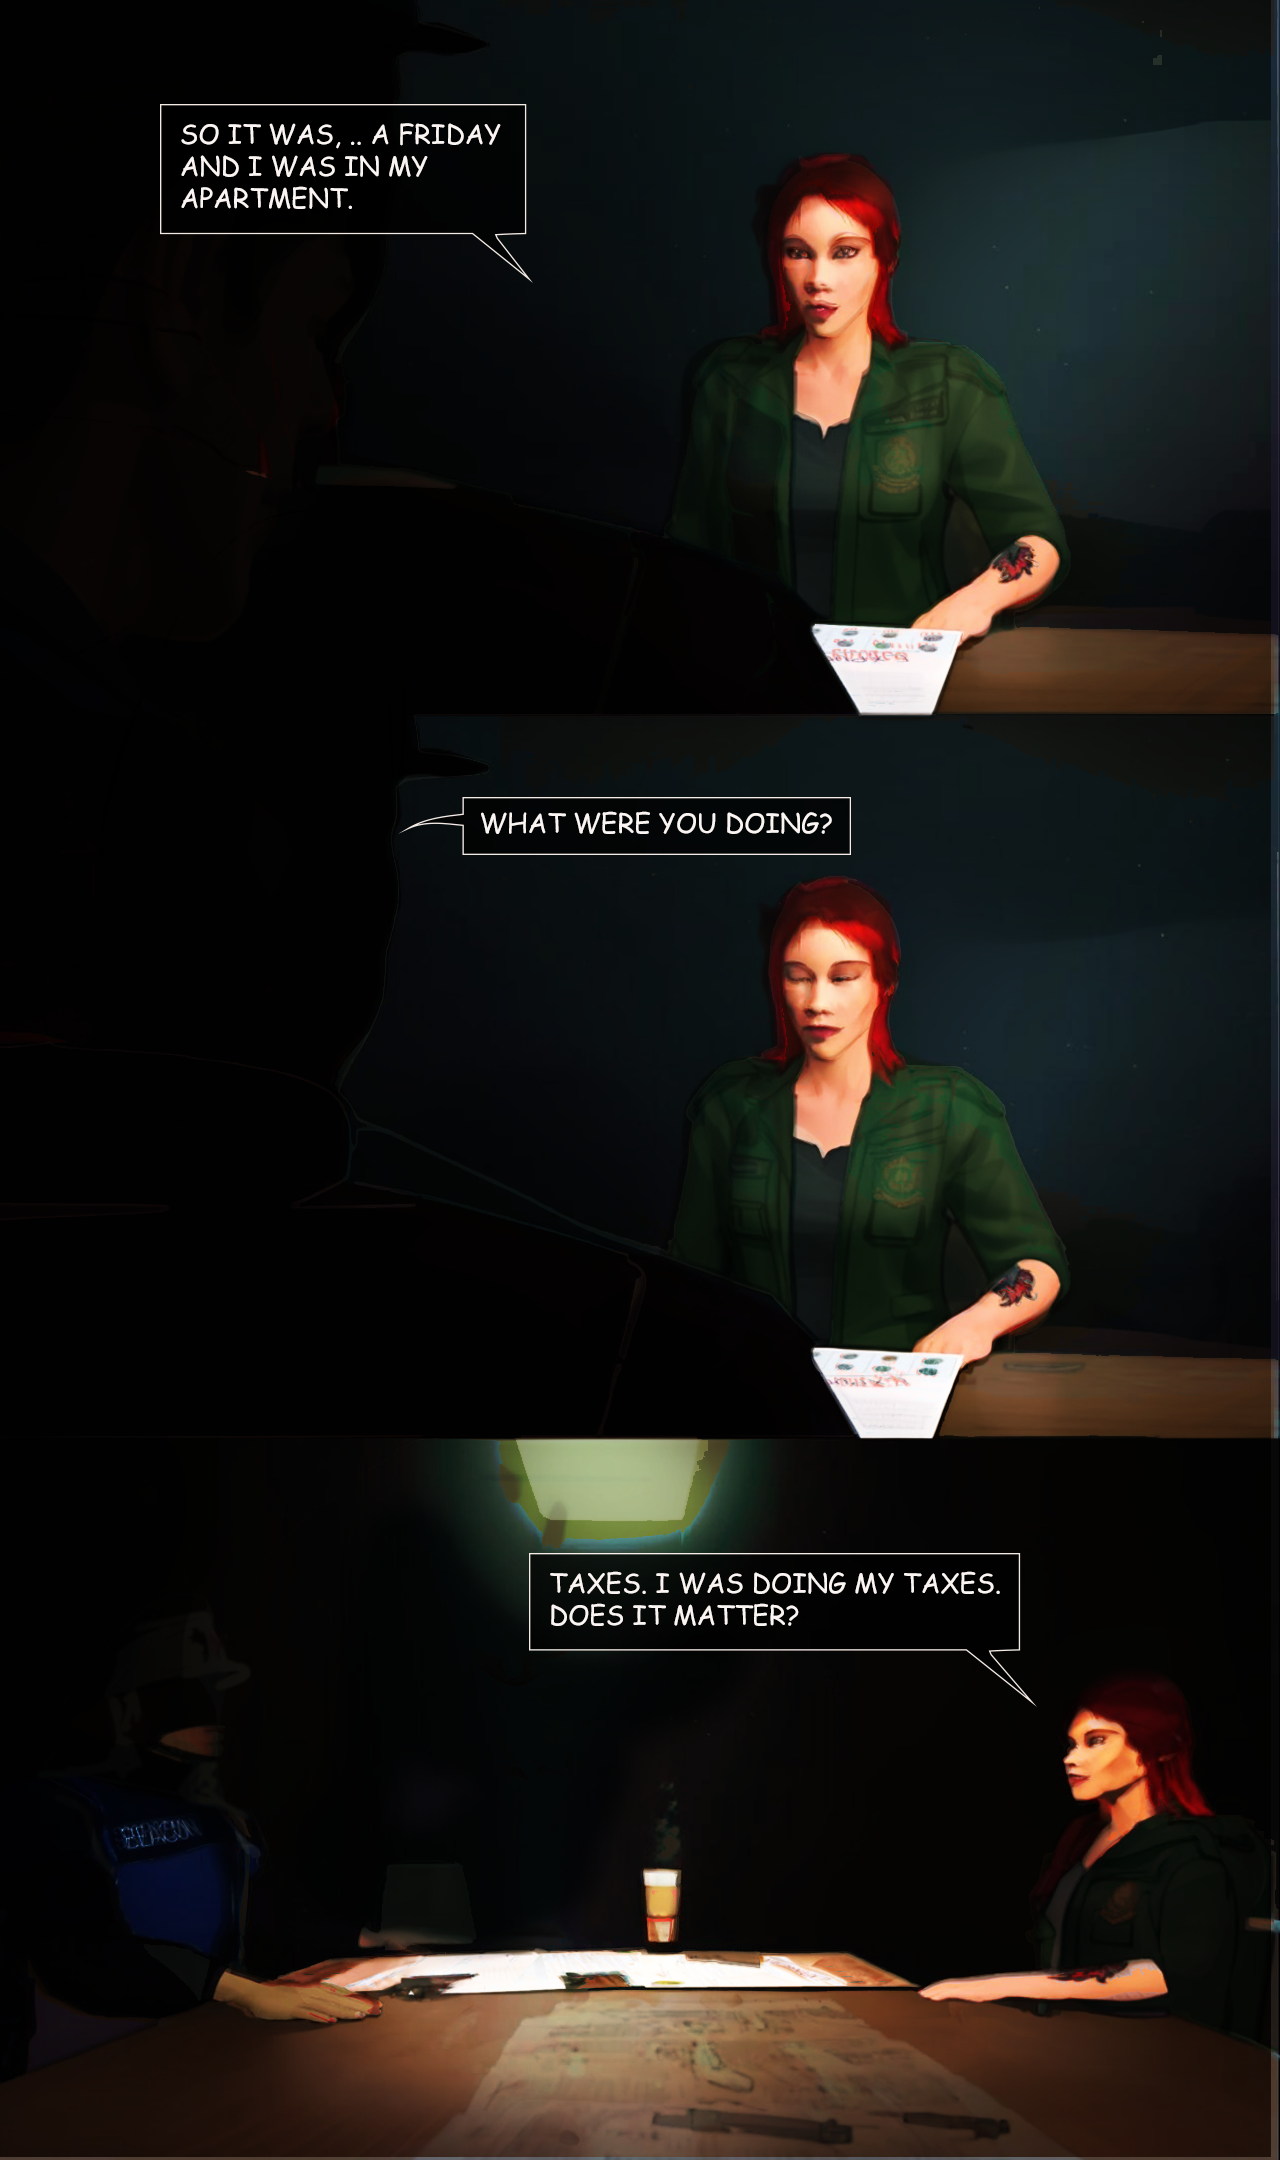 SO IT WAS, .. A FRIDAY
AND I WAS IN MY
APARTMENT.
WHAT WERE YOU DOING?
TAXES. I WAS DOING MY TAXES.
DOES IT MATTER?